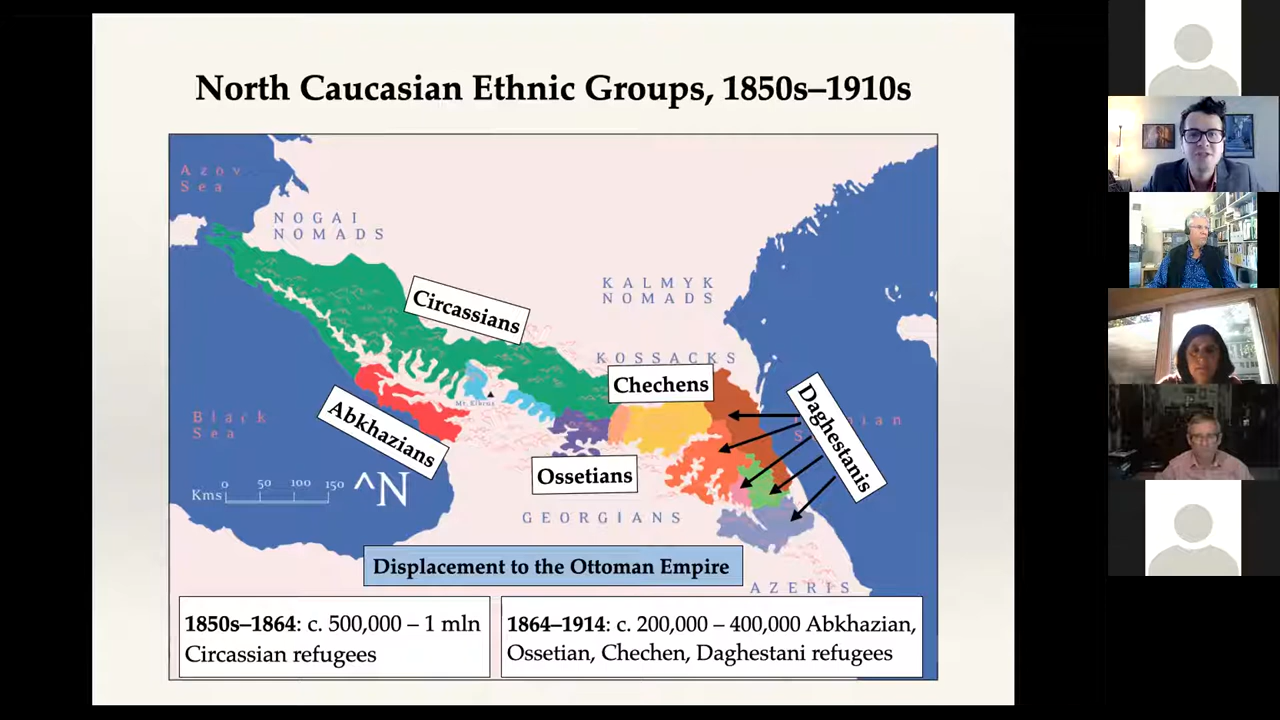 North Caucasian Ethnic Groups, 1850s–1910s
Azov
Sea
NOGAI
NOMADS
KALMYK
NOMADS
Circassians
KOSSACKS
Chechens
Mt. Elbrus
Daghestanis
Black
Sea
Abkhazians
Ossetians
Kms 0 50 100 150 ^N
GEORGIANS
Displacement to the Ottoman Empire
AZERIS
1850s–1864: c. 500,000 – 1 mln
Circassian refugees
1864–1914: c. 200,000 – 400,000 Abkhazian,
Ossetian, Chechen, Daghestani refugees